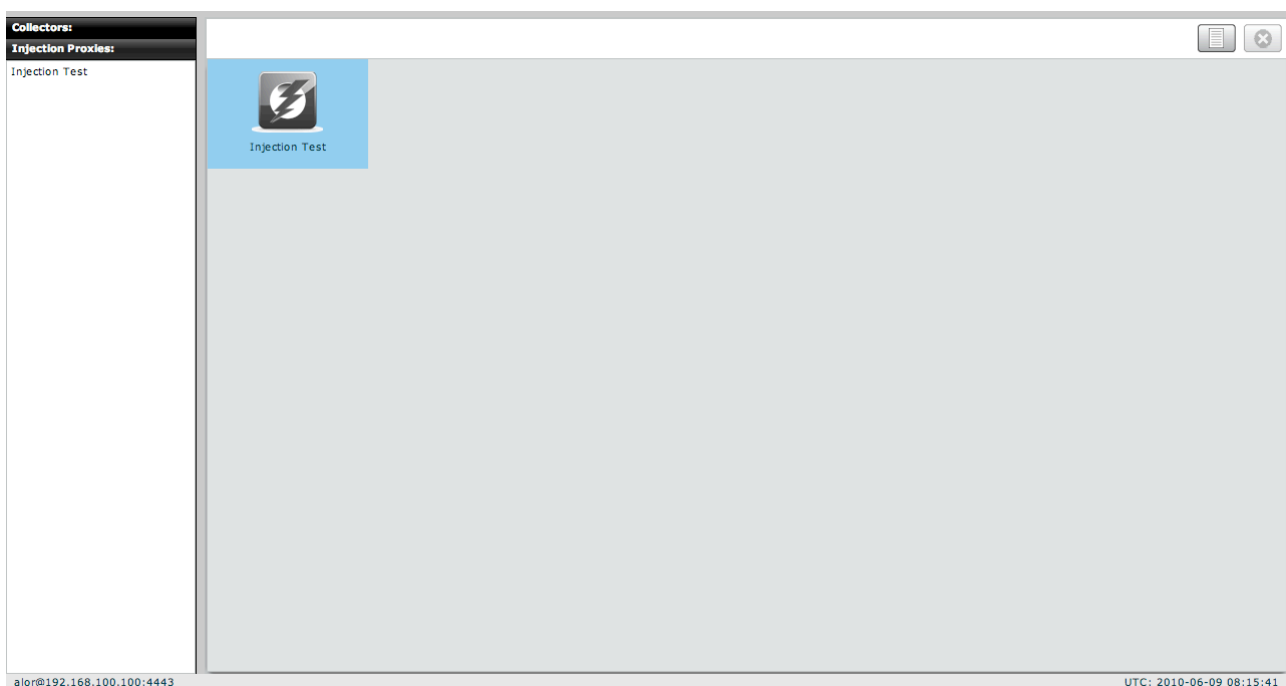 Collectors:
Injection Proxies:
Injection Test
Injection Test
alor@192.168.100.100:4443
UTC: 2010-06-09 08:15:41